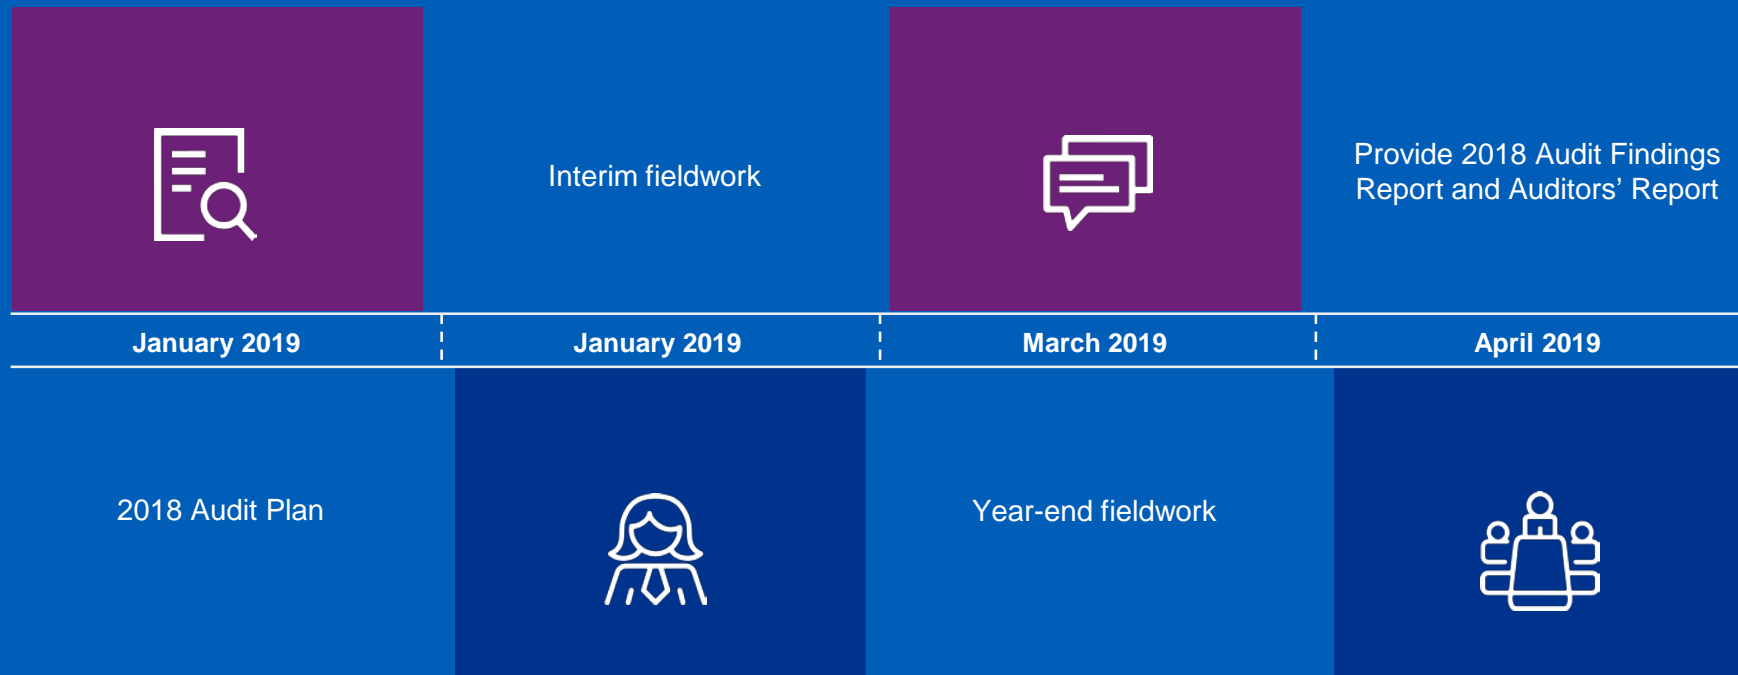 Interim fieldwork
Provide 2018 Audit Findings
Report and Auditors’ Report
January 2019
January 2019
March 2019
April 2019
2018 Audit Plan
Year-end fieldwork